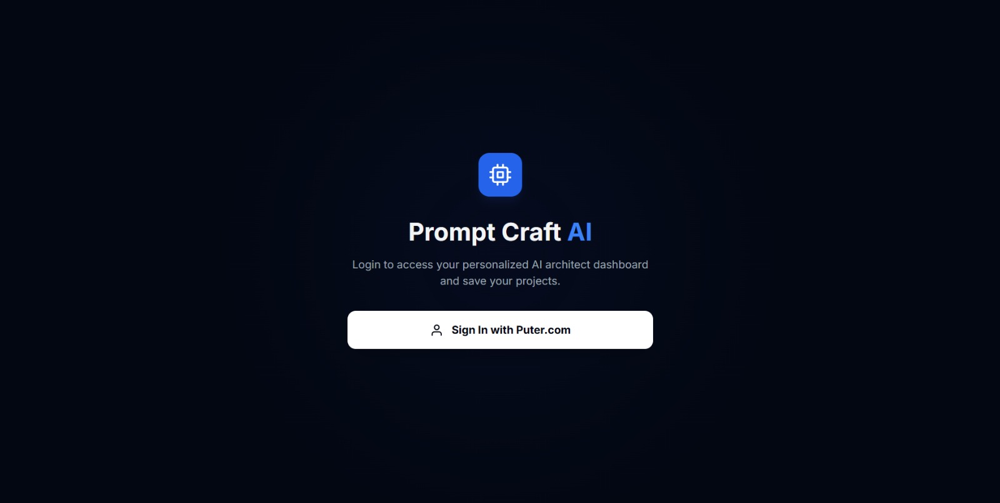 Prompt Craft AI
Login to access your personalized AI architect dashboard
and save your projects.
Sign In with Puter.com